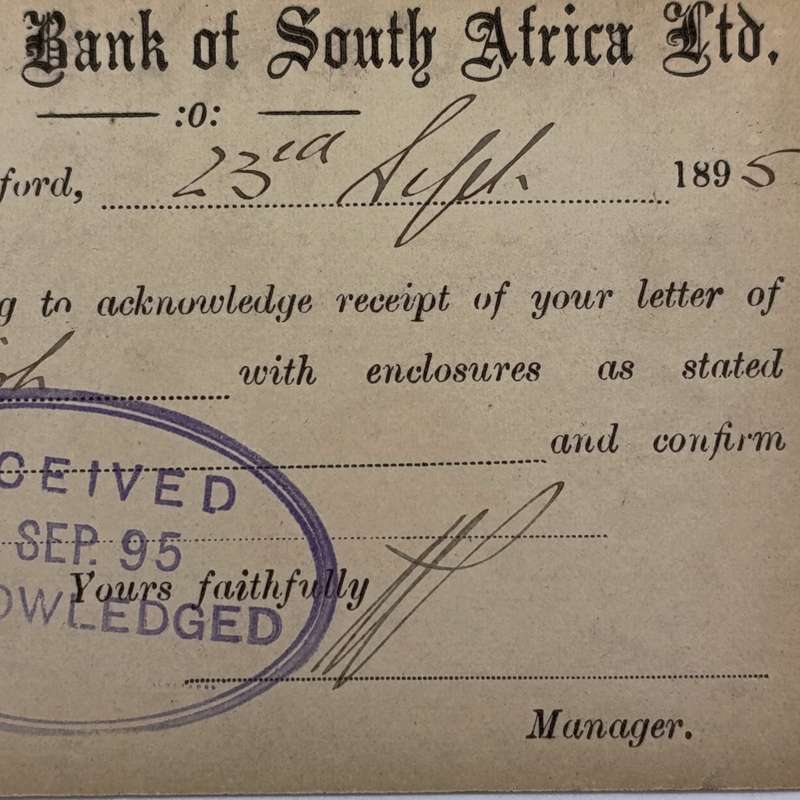 Bank of South Africa Ltd.
:o:
ford, 23rd Sept. 1895
g to acknowledge receipt of your letter of
with enclosures as stated
and confirm
CEIVED
SEP. 95
Yours faithfully
OWLEDGED
Manager.